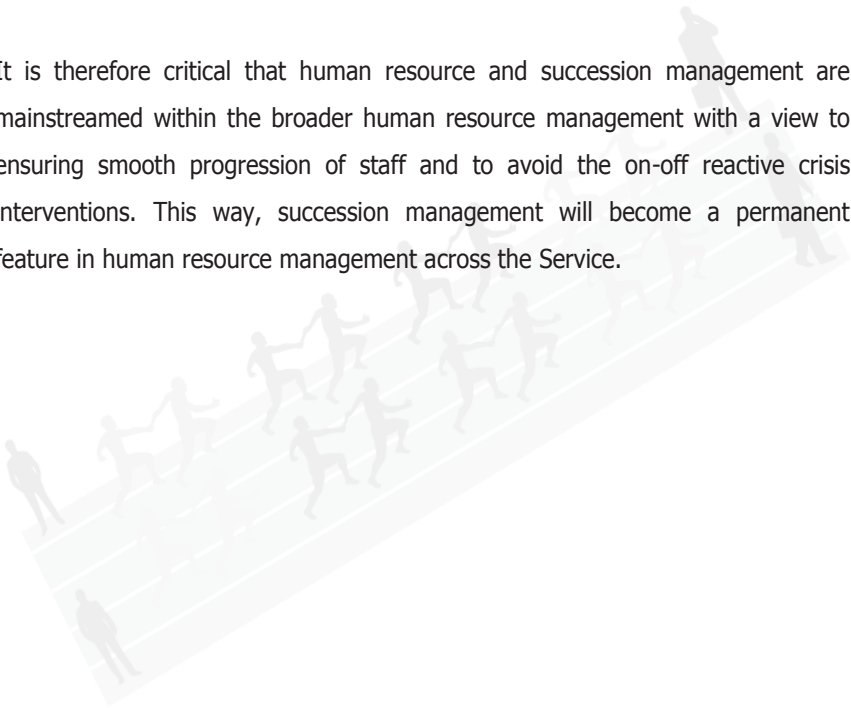 It is therefore critical that human resource and succession management are
mainstreamed within the broader human resource management with a view to
ensuring smooth progression of staff and to avoid the on-off reactive crisis
interventions. This way, succession management will become a permanent
feature in human resource management across the Service.